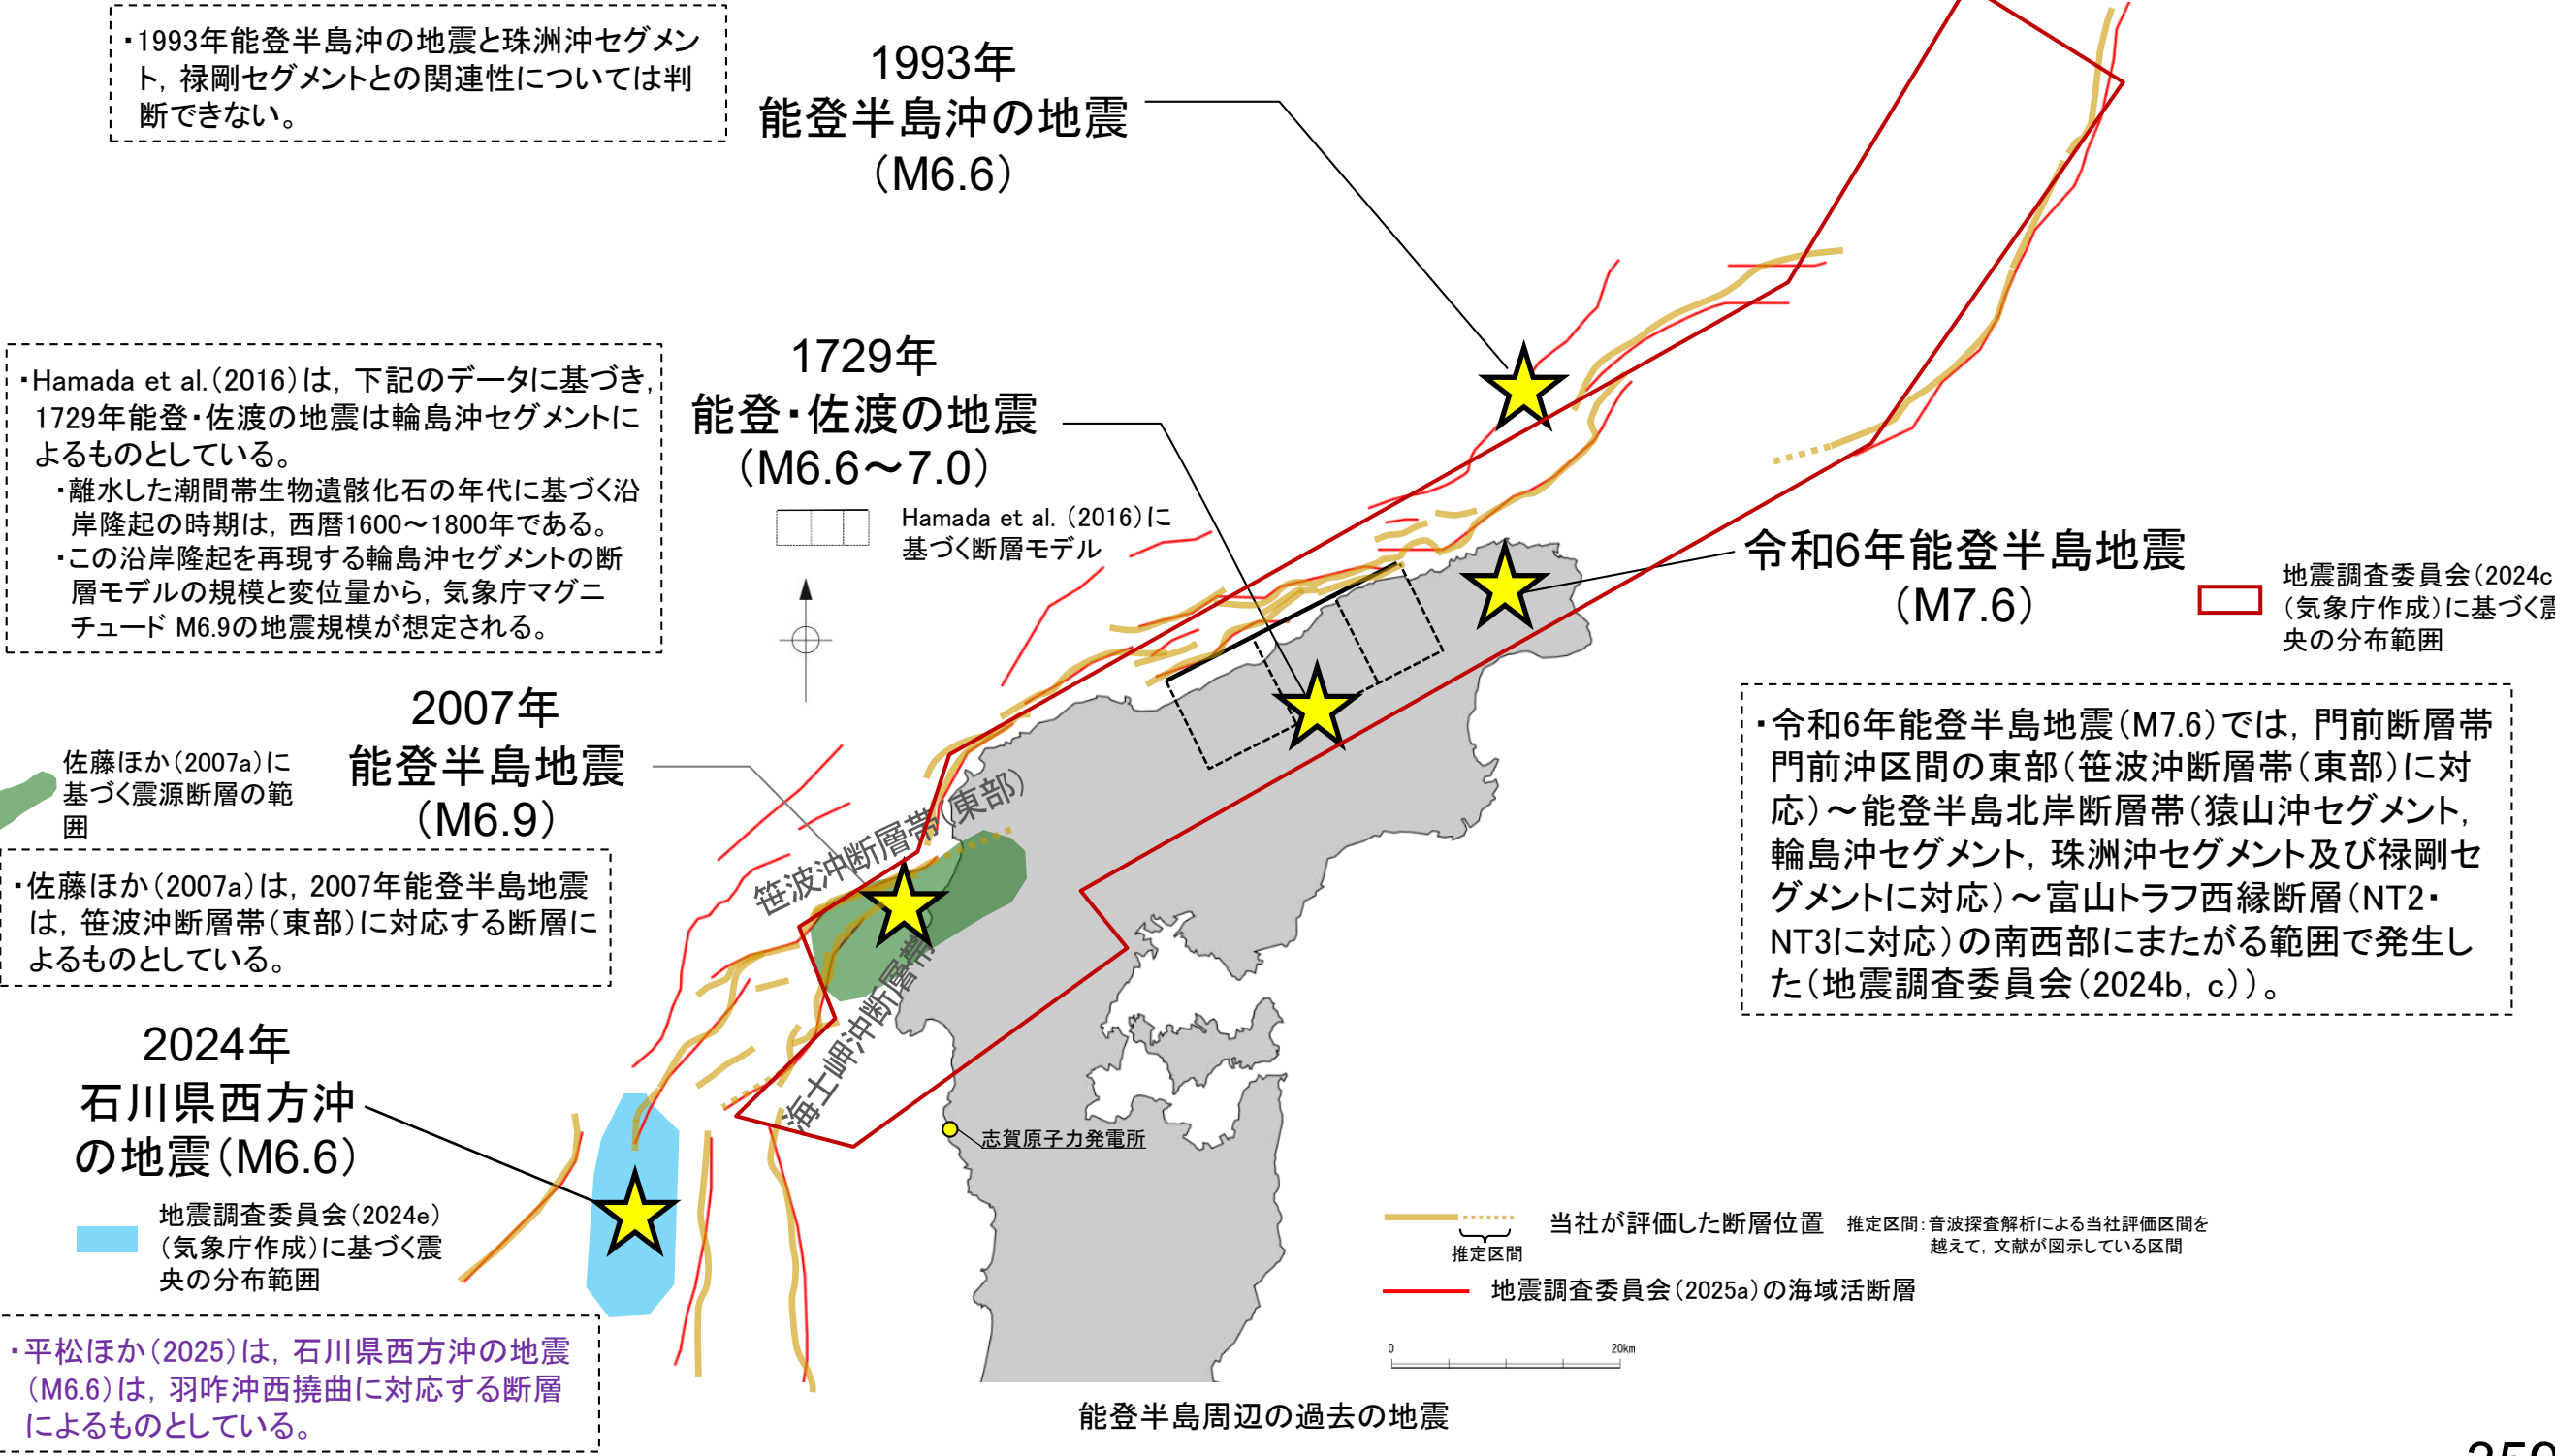 ・1993年能登半島沖の地震と珠洲沖セグメン
ト，禄剛セグメントとの関連性については判
断できない。
1993年
能登半島沖の地震
（M6.6）
・Hamada et al.（2016）は，下記のデータに基づき，
1729年能登・佐渡の地震は輪島沖セグメントに
よるものとしている。
・離水した潮間帯生物遺骸化石の年代に基づく沿
岸隆起の時期は，西暦1600～1800年である。
・この沿岸隆起を再現する輪島沖セグメントの断
層モデルの規模と変位量から，気象庁マグニ
チュード M6.9の地震規模が想定される。
1729年
能登・佐渡の地震
（M6.6～7.0）
Hamada et al.（2016）に
基づく断層モデル
令和6年能登半島地震
（M7.6）
地震調査委員会（2024c
（気象庁作成）に基づく震
央の分布範囲
・令和6年能登半島地震（M7.6）では，門前断層帯
門前沖区間の東部（笹波沖断層帯（東部）に対
応）～能登半島北岸断層帯（猿山沖セグメント，
輪島沖セグメント，珠洲沖セグメント及び禄剛セ
グメントに対応）～富山トラフ西縁断層（NT2・
NT3に対応）の南西部にまたがる範囲で発生し
た（地震調査委員会（2024b，c））。
2007年
能登半島地震
（M6.9）
佐藤ほか（2007a）に
基づく震源断層の範
囲
・佐藤ほか（2007a）は，2007年能登半島地震
は，笹波沖断層帯（東部）に対応する断層に
よるものとしている。
笹波沖断層帯（東部）
海士岬沖断層帯
2024年
石川県西方沖
の地震（M6.6）
地震調査委員会（2024e）
（気象庁作成）に基づく震
央の分布範囲
・平松ほか（2025）は，石川県西方沖の地震
（M6.6）は，羽咋沖西撓曲に対応する断層
によるものとしている。
志賀原子力発電所
当社が評価した断層位置
推定区間
推定区間：音波探査解析による当社評価区間を
越えて，文献が図示している区間
地震調査委員会（2025a）の海域活断層
0 20km
能登半島周辺の過去の地震